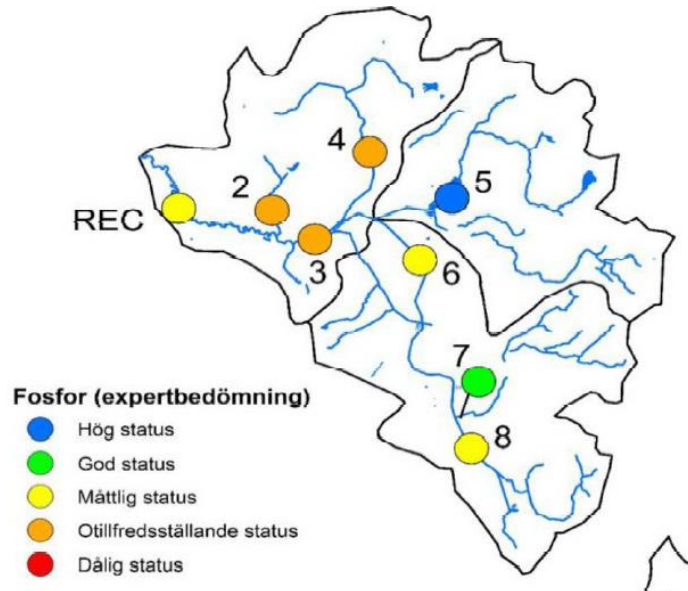 4
5
2
REC
3
6
7
8
Fosfor (expertbedömning)
Hög status
God status
Måttlig status
Otillfredsställande status
Dålig status